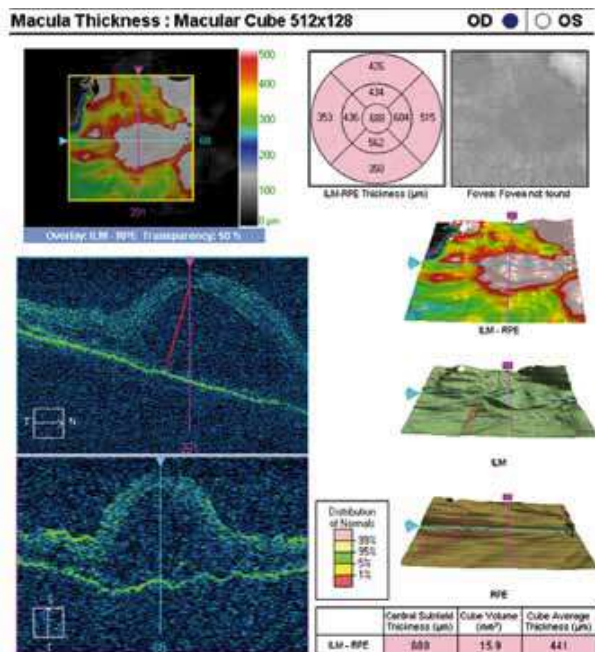 Macula Thickness : Macular Cube 512x128
OD OS
500
400
300
200
100
0 µm
Overlay: ILM - RPE Transparency: 50 %
426
434
353 436 604 515
562
350
ILM-RPE Thickness (µm)
Fovea: Fovea not found
ILM - RPE
ILM
RPE
T N
Distribution
of Normals
99%
95%
5%
1%
Central Subfield Thickness (µm)
Cube Volume (mm³)
Cube Average Thickness (µm)
ILM - RPE 15.9 441